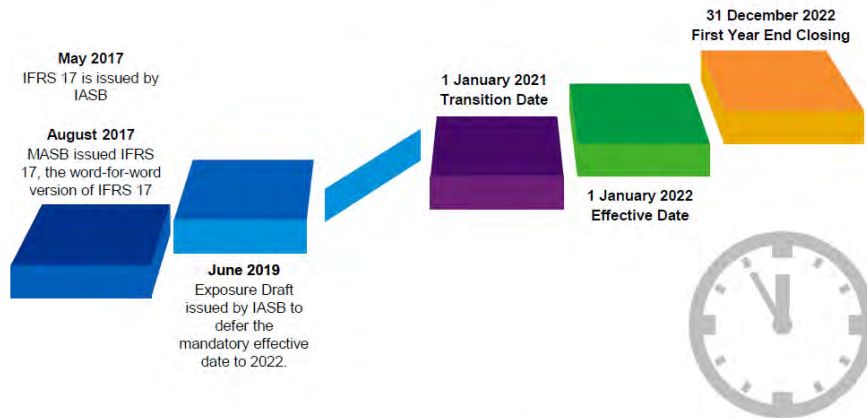 May 2017
IFRS 17 is issued by
IASB
August 2017
MASB issued IFRS
17, the word-for-word
version of IFRS 17
June 2019
Exposure Draft
issued by IASB to
defer the
mandatory effective
date to 2022.
1 January 2021
Transition Date
1 January 2022
Effective Date
31 December 2022
First Year End Closing